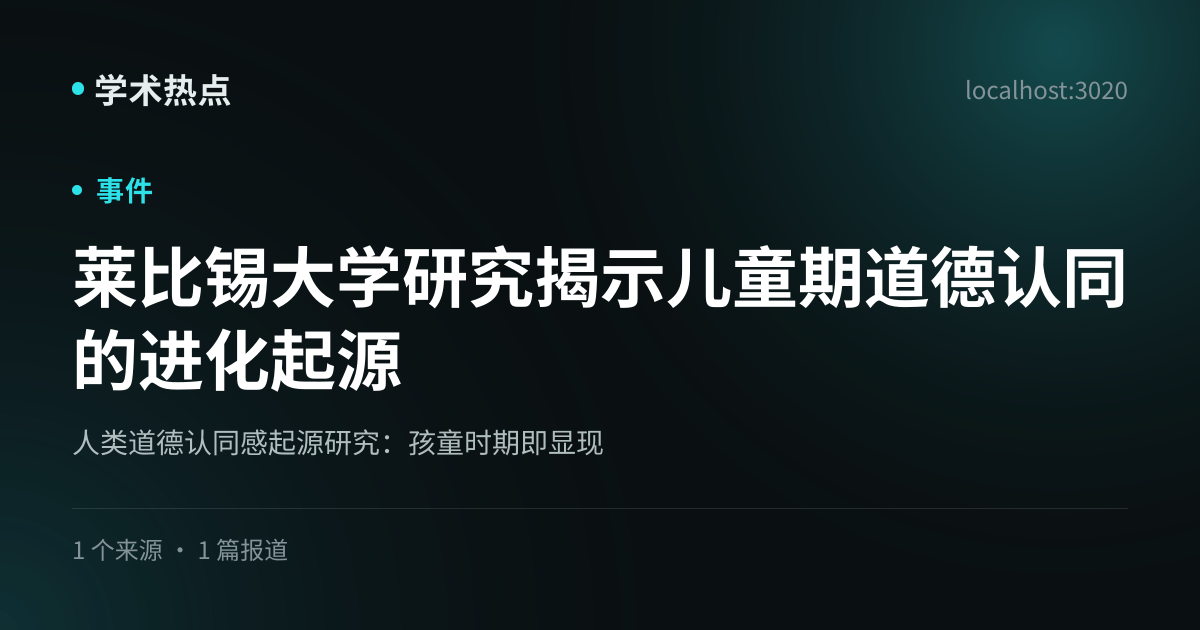 学术热点
localhost:3020
事件
莱比锡大学研究揭示儿童期道德认同
的进化起源
人类道德认同感起源研究：孩童时期即显现
1 个来源 · 1 篇报道